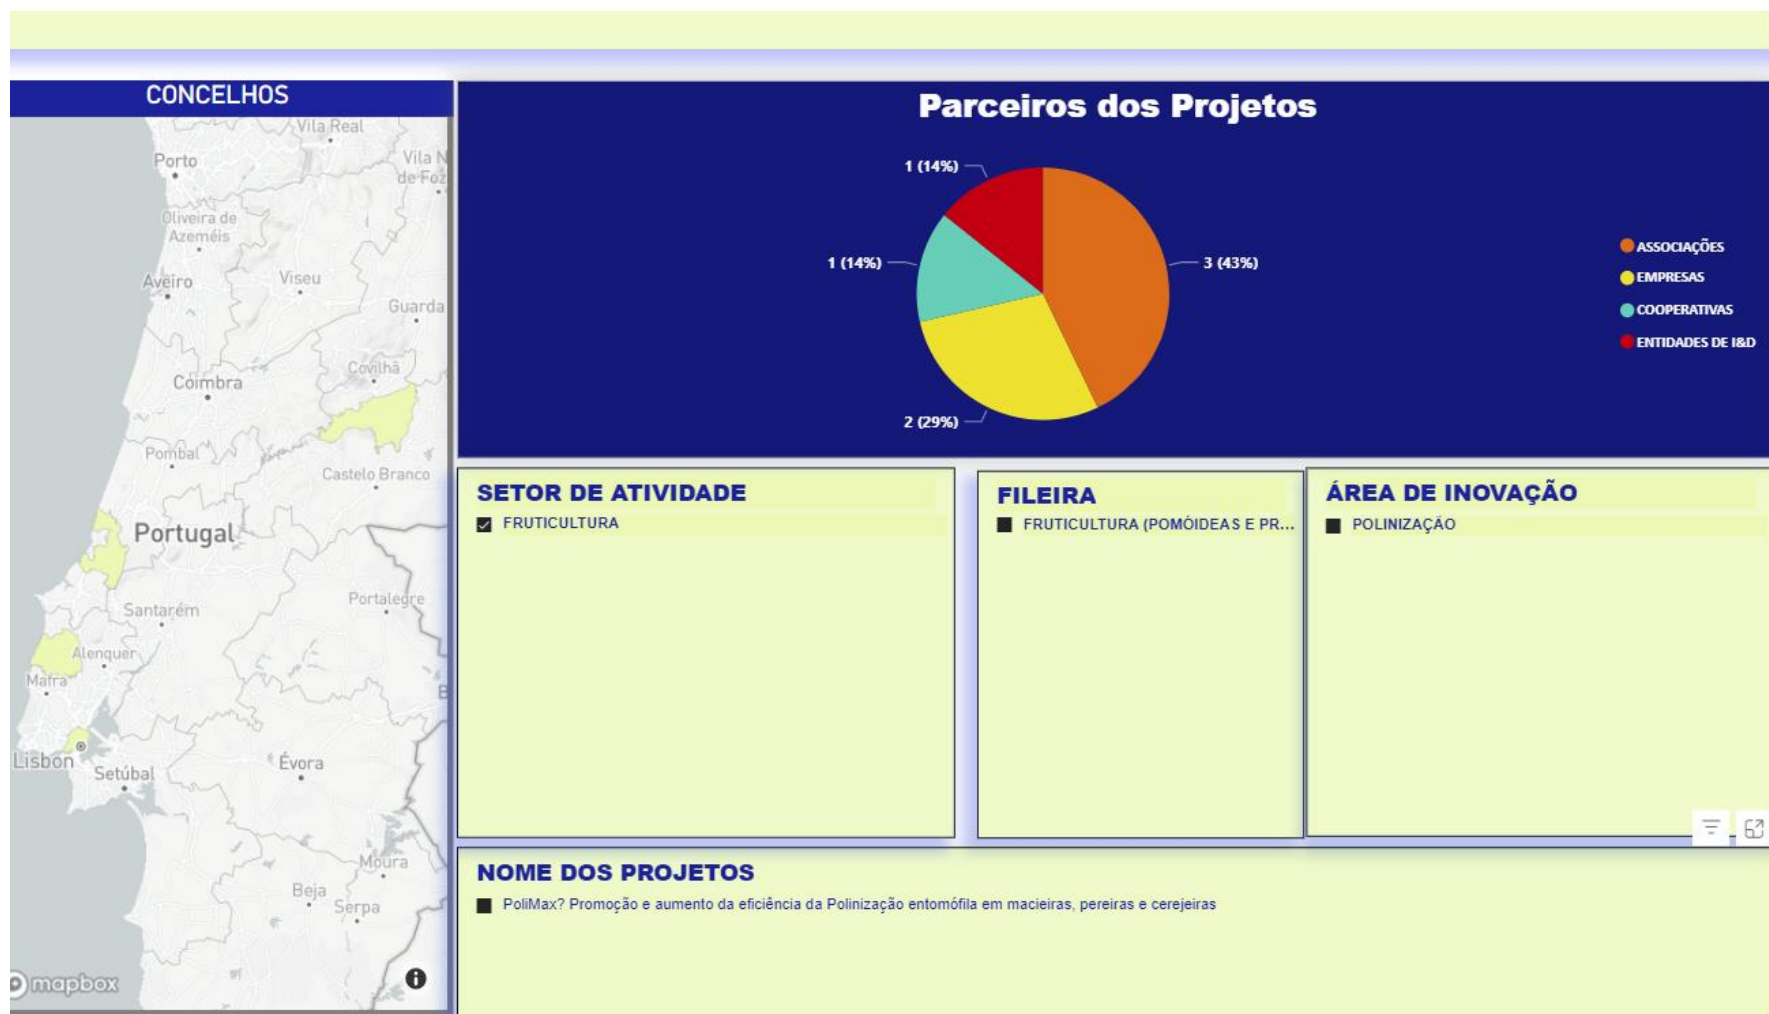 CONCELHOS
Vila Real
Porto
Vila N
de Foz
Oliveira de
Azeméis
Aveiro
Viseu
Guarda
Covilhã
Coimbra
Pombal
Castelo Branco
Portugal
Santarém
Portalegre
Alenquer
Mafra
Lisbon
Setúbal
Évora
Moura
Beja
Serpa
mapbox
Parceiros dos Projetos
1 (14%)
1 (14%)
3 (43%)
2 (29%)
ASSOCIAÇÕES
EMPRESAS
COOPERATIVAS
ENTIDADES DE I&D
SETOR DE ATIVIDADE
FRUTICULTURA
FILEIRA
FRUTICULTURA (POMÓIDEAS E PR...
ÁREA DE INOVAÇÃO
POLINIZAÇÃO
NOME DOS PROJETOS
PoliMax? Promoção e aumento da eficiência da Polinização entomófila em macieiras, pereiras e cerejeiras